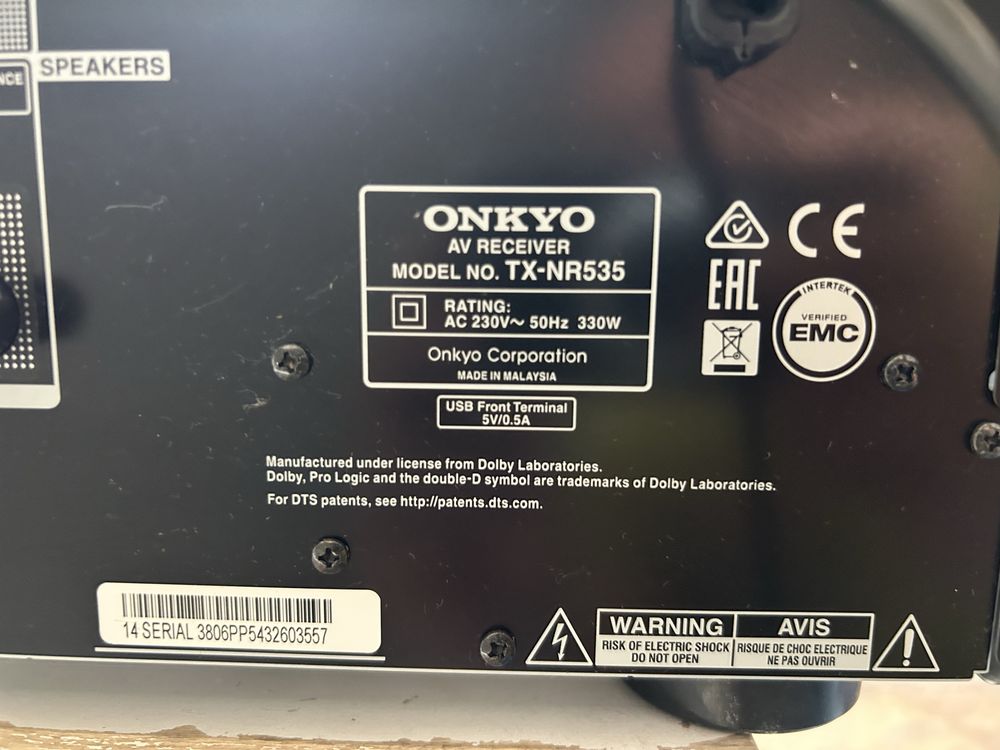 NCE
SPEAKERS
ONKYO
AV RECEIVER
MODEL NO. TX-NR535
RATING:
AC 230V~ 50Hz 330W
Onkyo Corporation
MADE IN MALAYSIA
USB Front Terminal
5V/0.5A
CE
EAC
INTERTEK
VERIFIED
EMC
Manufactured under license from Dolby Laboratories.
Dolby, Pro Logic and the double-D symbol are trademarks of Dolby Laboratories.
For DTS patents, see http://patents.dts.com.
14 SERIAL 3806PP5432603557
WARNING
RISK OF ELECTRIC SHOCK
DO NOT OPEN
AVIS
RISQUE DE CHOC ELECTRIQUE
NE PAS OUVRIR